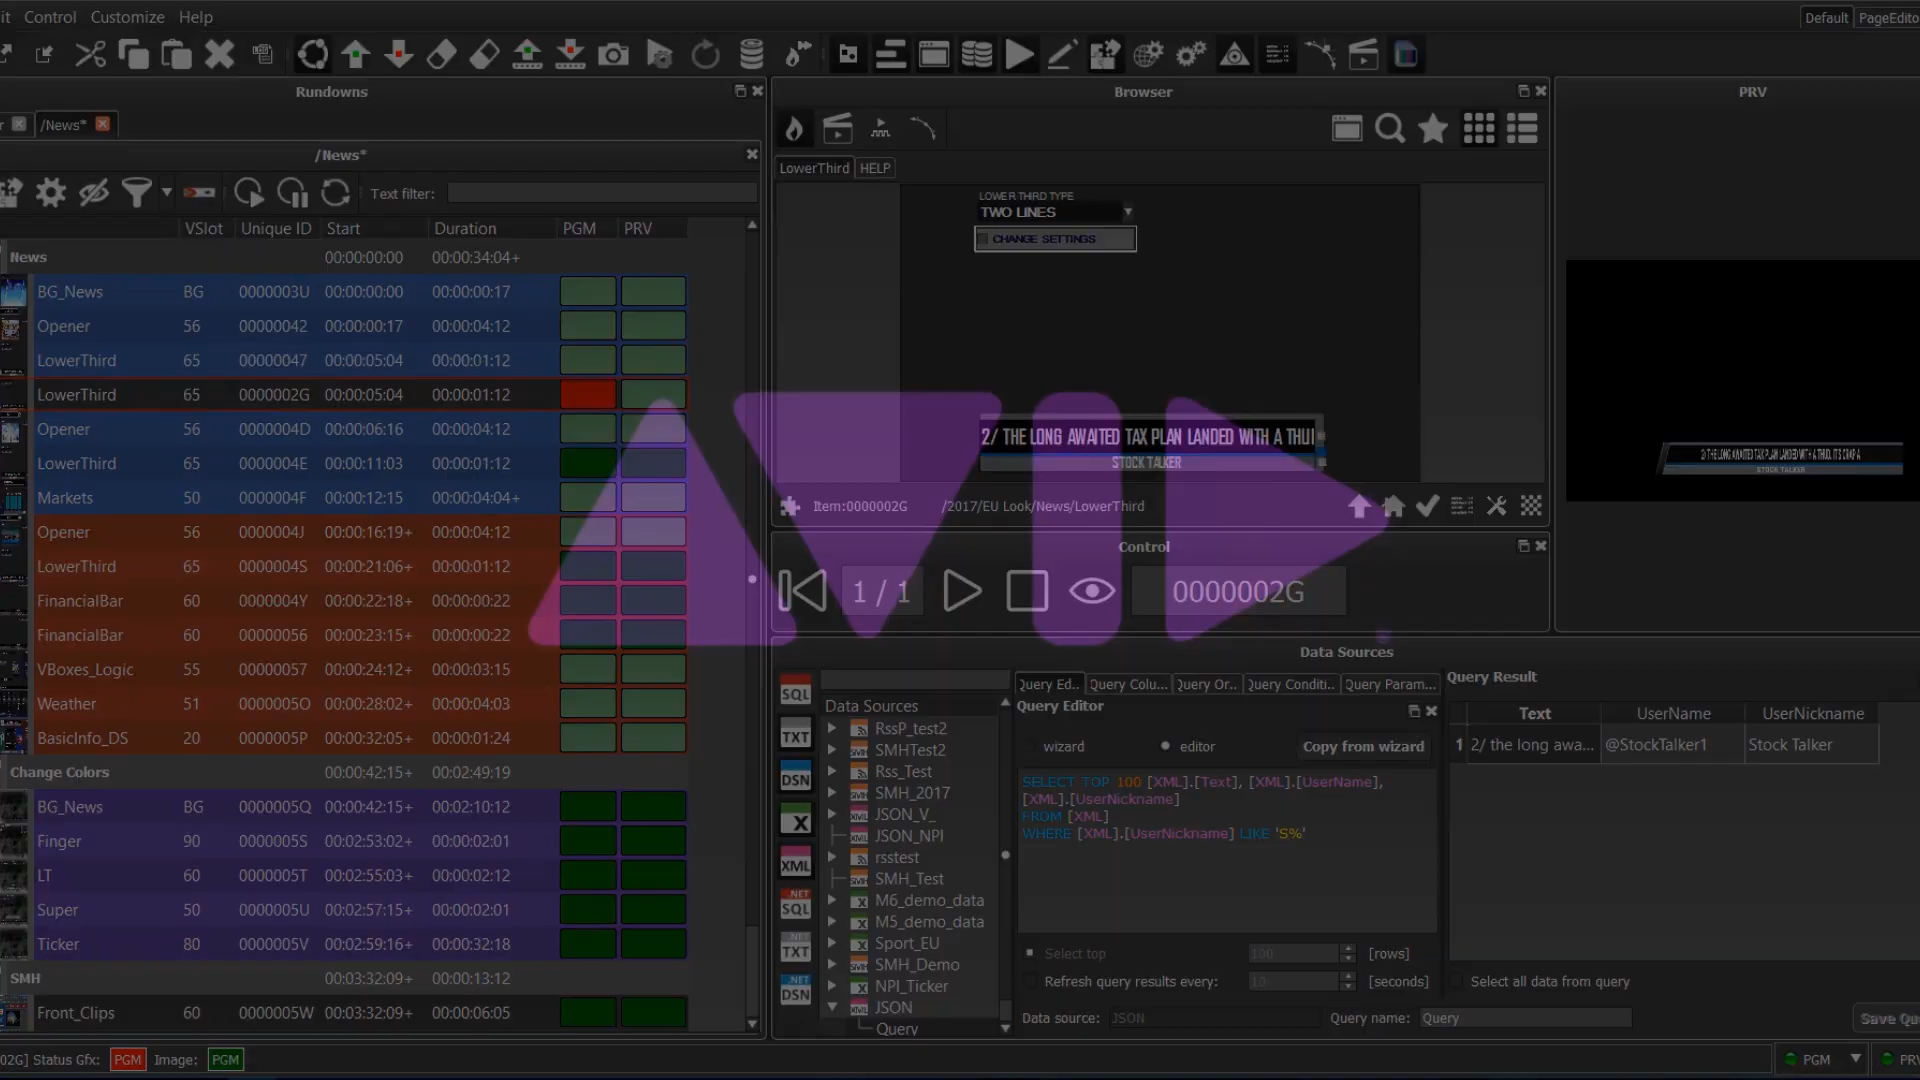 it Control Customize Help
Default PageEdito
Rundowns
Browser
PRV
r /News*
/News*
LowerThird HELP
LOWER THIRD TYPE
TWO LINES
CHANGE SETTINGS
Text filter:
VSlot Unique ID Start Duration PGM PRV
News 00:00:00:00 00:00:34:04+
BG_News BG 0000003U 00:00:00:00 00:00:00:17
Opener 56 00000042 00:00:00:17 00:00:04:12
LowerThird 65 00000047 00:00:05:04 00:00:01:12
LowerThird 65 0000002G 00:00:05:04 00:00:01:12
Opener 56 0000004D 00:00:06:16 00:00:04:12
LowerThird 65 0000004E 00:00:11:03 00:00:01:12
Markets 50 0000004F 00:00:12:15 00:00:04:04+
Opener 56 0000004J 00:00:16:19+ 00:00:04:12
LowerThird 65 0000004S 00:00:21:06+ 00:00:01:12
FinancialBar 60 0000004Y 00:00:22:18+ 00:00:00:22
FinancialBar 60 00000056 00:00:23:15+ 00:00:00:22
VBoxes_Logic 55 00000057 00:00:24:12+ 00:00:03:15
Weather 51 0000005O 00:00:28:02+ 00:00:04:03
BasicInfo_DS 20 0000005P 00:00:32:05+ 00:00:01:24
Change Colors 00:00:42:15+ 00:02:49:19
BG_News BG 0000005Q 00:00:42:15+ 00:02:10:12
Finger 90 0000005S 00:02:53:02+ 00:00:02:01
LT 60 0000005T 00:02:55:03+ 00:00:02:12
Super 50 0000005U 00:02:57:15+ 00:00:02:01
Ticker 80 0000005V 00:02:59:16+ 00:00:32:18
SMH 00:03:32:09+ 00:00:13:12
Front_Clips 60 0000005W 00:03:32:09+ 00:00:06:05
02G] Status Gfx: PGM Image: PGM
AVID
2/ THE LONG AWAITED TAX PLAN LANDED WITH A THU
STOCK TALKER
2/ THE LONG AWAITED TAX PLAN LANDED WITH A THUD. IT'S CRAP A
STOCK TALKER
Item:0000002G /2017/EU Look/News/LowerThird
Control
1 / 1 0000002G
Data Sources
SQL
TXT
DSN
X
XML
.NET SQL
.NET TXT
.NET DSN
Data Sources
RssP_test2
SMHTest2
Rss_Test
SMH_2017
JSON_V_
JSON_NPI
rsstest
SMH_Test
M6_demo_data
M5_demo_data
Sport_EU
SMH_Demo
NPI_Ticker
JSON
Query
Query Ed.. Query Colu... Query Or... Query Conditi.. Query Param...
Query Editor
wizard editor Copy from wizard
SELECT TOP 100 [XML].[Text], [XML].[UserName],
[XML].[UserNickname]
FROM [XML]
WHERE [XML].[UserNickname] LIKE 'S%'
Select top 100 [rows]
Refresh query results every: 10 [seconds]
Data source: JSON Query name: Query
Query Result
Text UserName UserNickname
1 2/ the long awa... @StockTalker1 Stock Talker
Select all data from query
Save Qu
PGM PRV